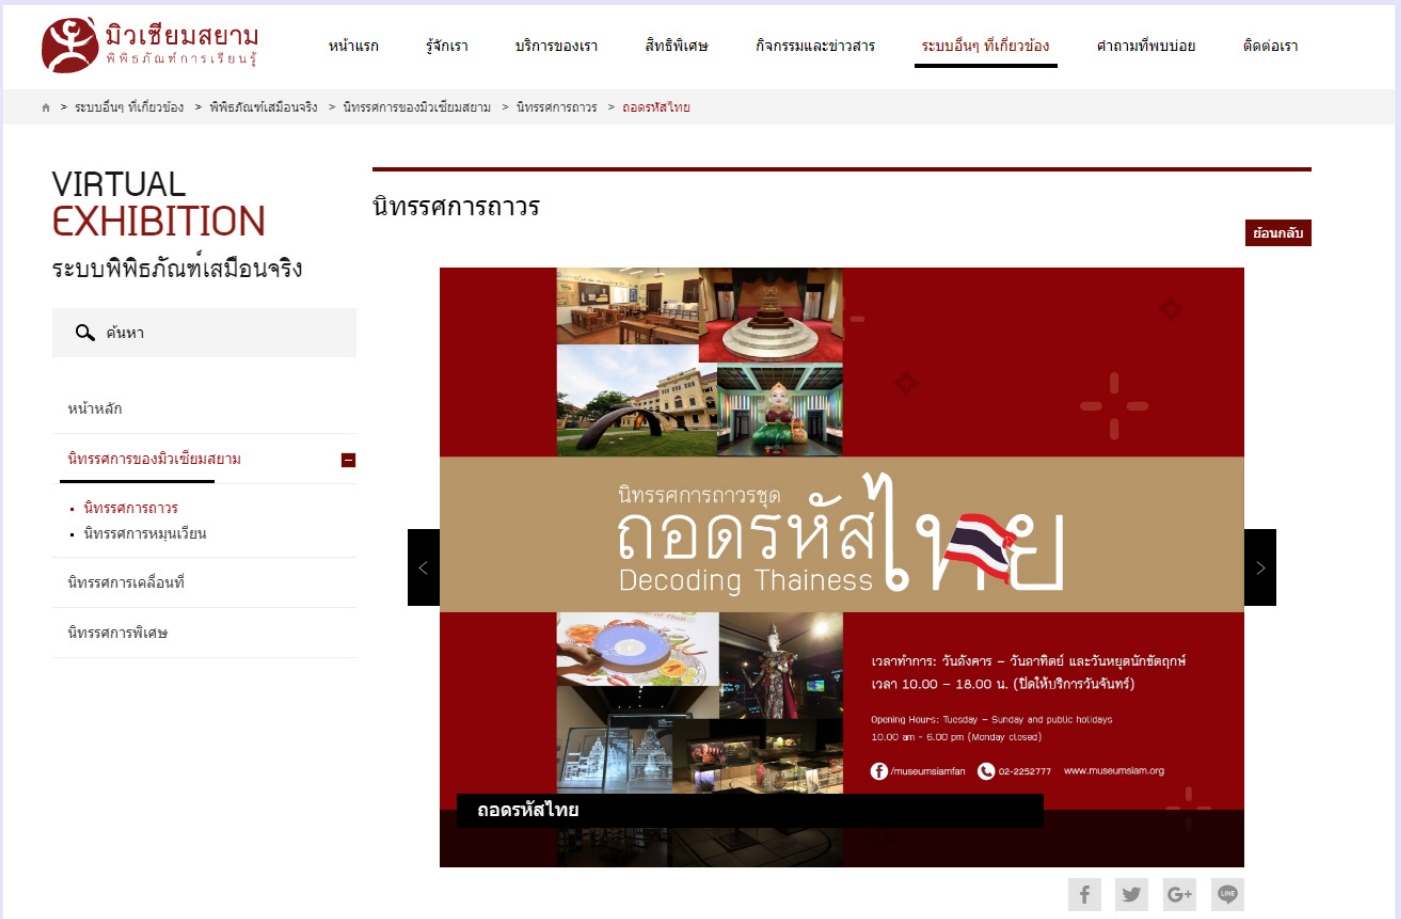 มิวเซียมสยาม
พิพิธภัณฑ์การเรียนรู้
หน้าแรก รู้จักเรา บริการของเรา สิทธิพิเศษ กิจกรรมและข่าวสาร ระบบอื่นๆ ที่เกี่ยวข้อง คำถามที่พบบ่อย ติดต่อเรา
> ระบบอื่นๆ ที่เกี่ยวข้อง > พิพิธภัณฑ์เสมือนจริง > นิทรรศการของมิวเซียมสยาม > นิทรรศการถาวร > ถอดรหัสไทย
VIRTUAL
EXHIBITION
ระบบพิพิธภัณฑ์เสมือนจริง
ค้นหา
หน้าหลัก
นิทรรศการของมิวเซียมสยาม
นิทรรศการถาวร
นิทรรศการหมุนเวียน
นิทรรศการเคลื่อนที่
นิทรรศการพิเศษ
นิทรรศการถาวร
ย้อนกลับ
นิทรรศการถาวรชุด
ถอดรหัสไทย
Decoding Thainess
เวลาทำการ: วันอังคาร – วันอาทิตย์ และวันหยุดนักขัตฤกษ์
เวลา 10.00 – 18.00 น. (ปิดให้บริการวันจันทร์)
Opening Hours: Tuesday – Sunday and public holidays
10.00 am - 6.00 pm (Monday closed)
/museumsiamfan 02-2252777 www.museumsiam.org
ถอดรหัสไทย
f G+ LINE